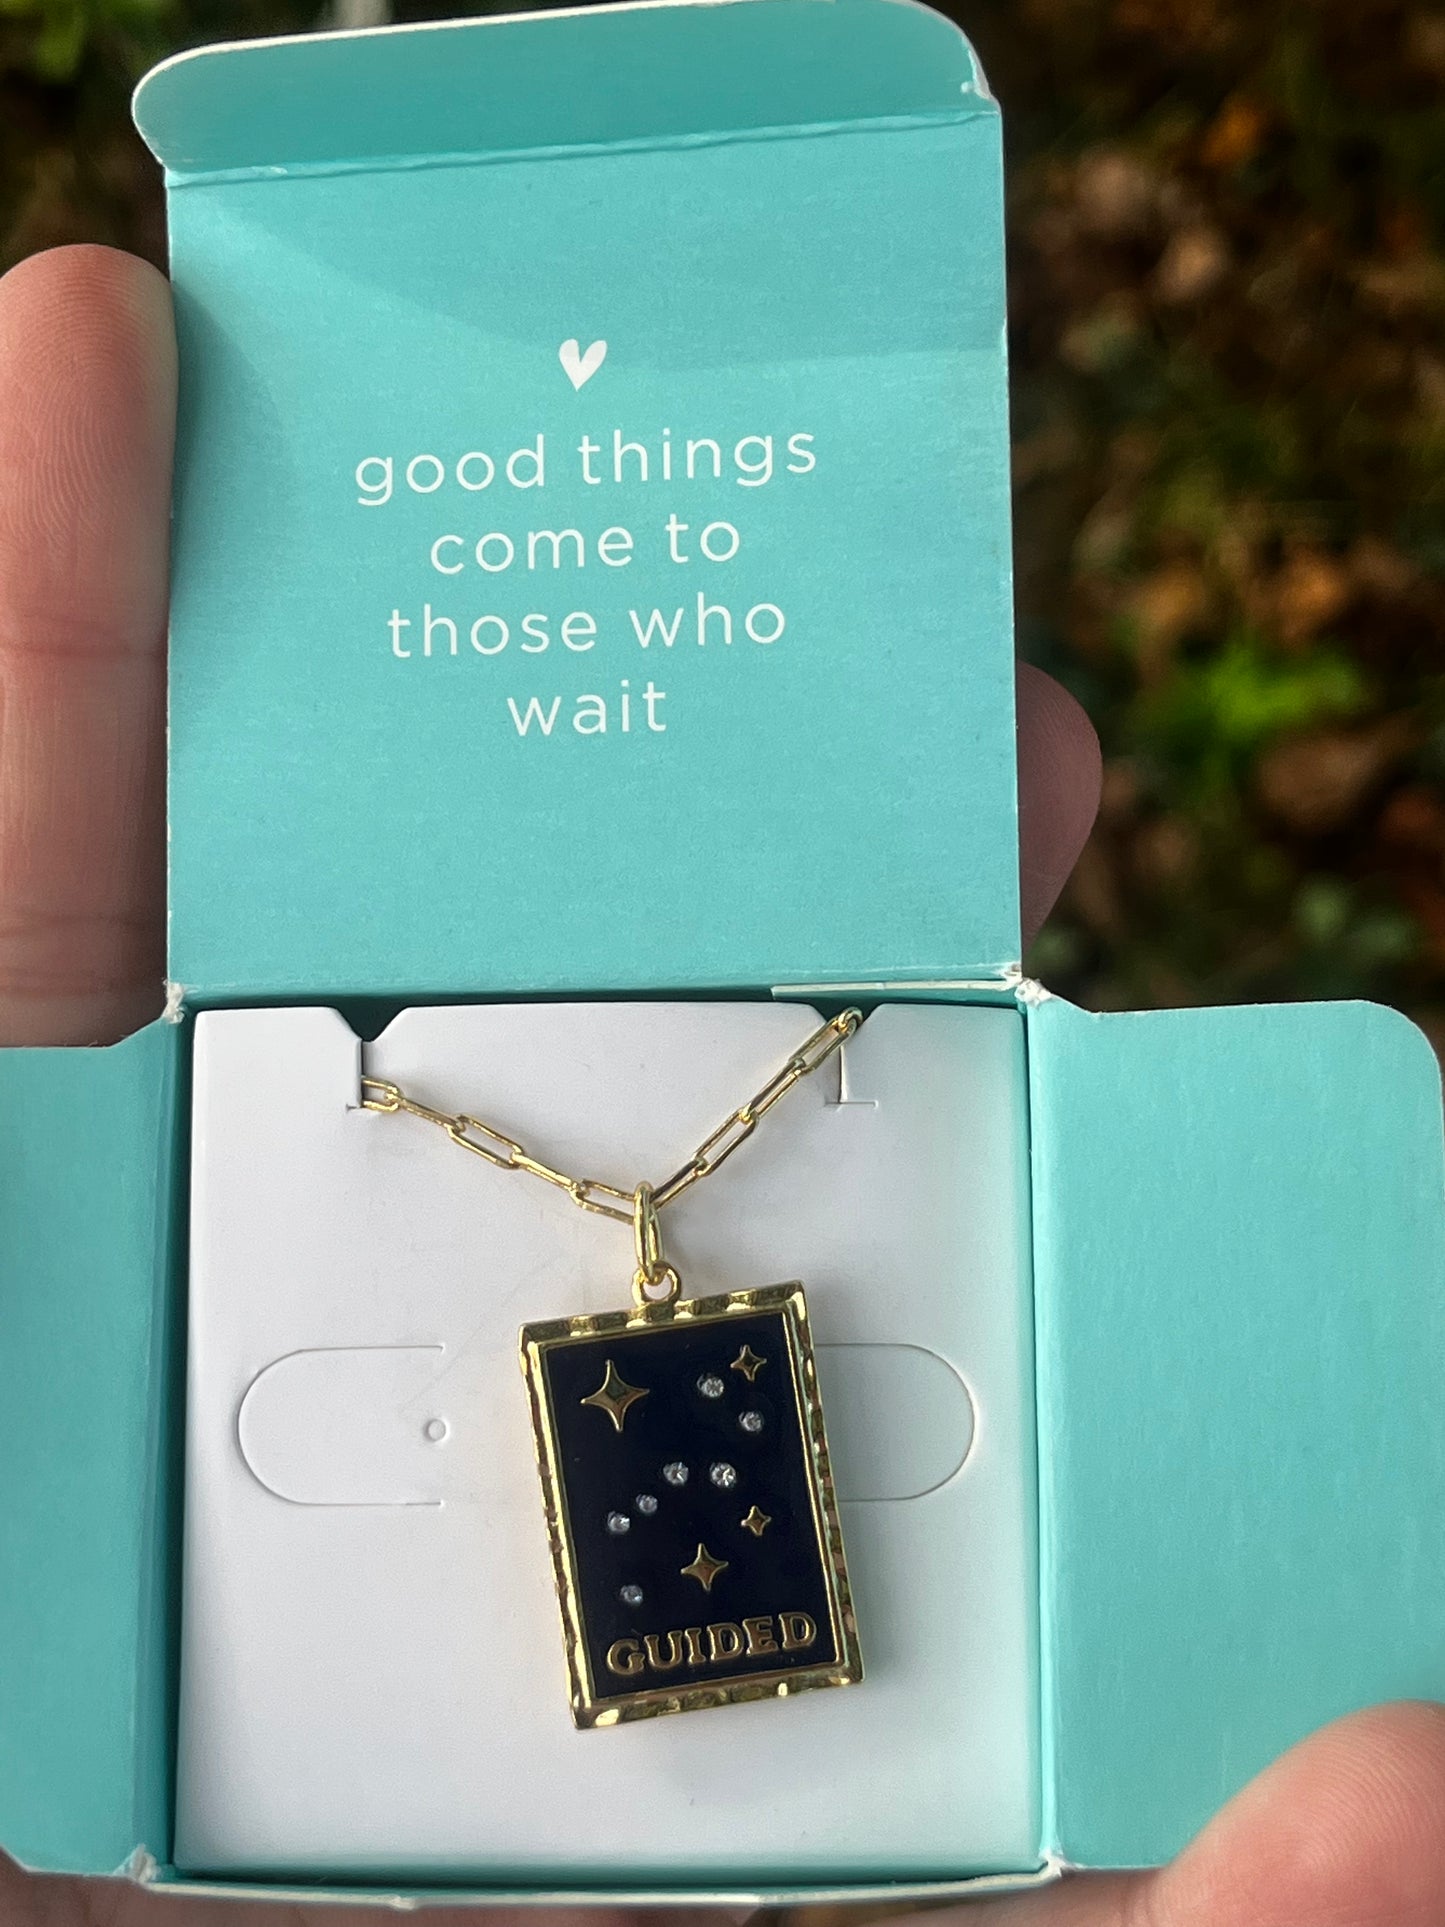 good things
come to
those who
wait
GUIDED